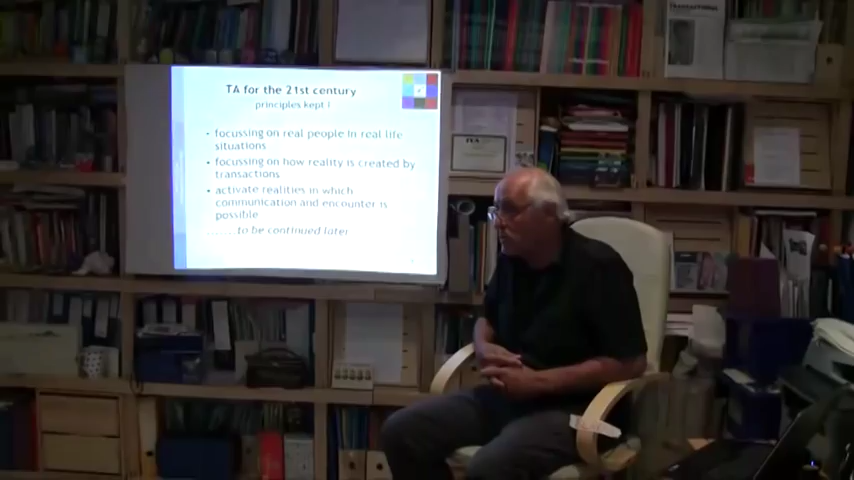 TA for the 21st century
principles kept I
• focussing on real people in real life
situations
• focussing on how reality is created by
transactions
• activate realities in which
communication and encounter is
possible
.......to be continued later